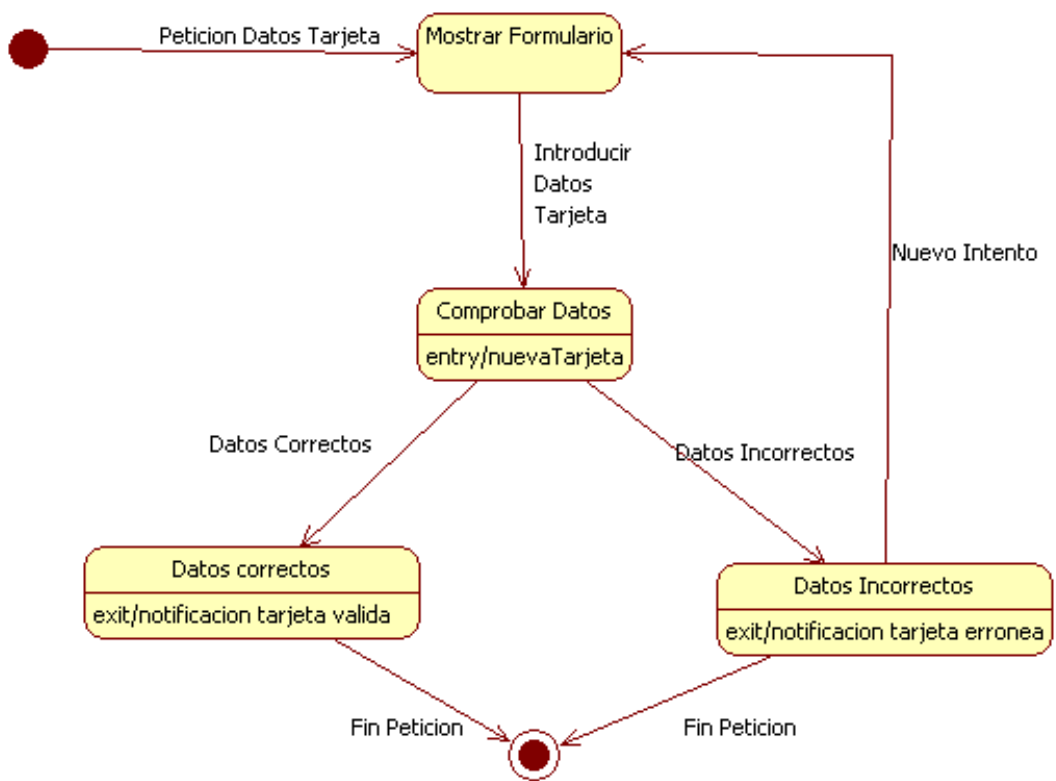 Peticion Datos Tarjeta
Mostrar Formulario
Introducir
Datos
Tarjeta
Nuevo Intento
Comprobar Datos
entry/nuevaTarjeta
Datos Correctos
Datos Incorrectos
Datos correctos
exit/notificacion tarjeta valida
Datos Incorrectos
exit/notificacion tarjeta erronea
Fin Peticion
Fin Peticion